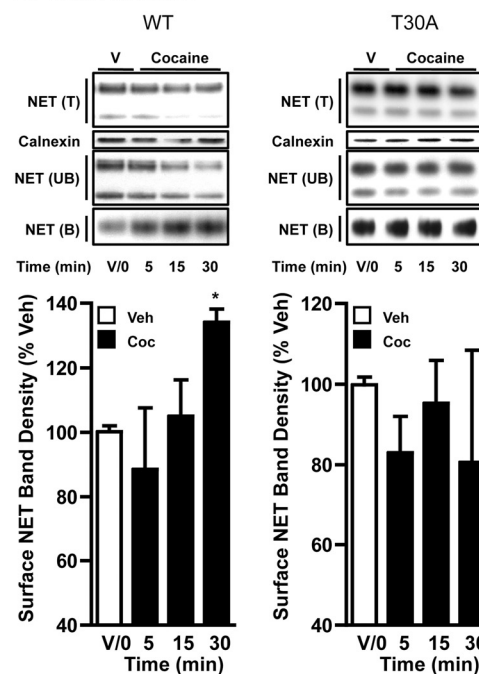 WT
V Cocaine
NET (T)
Calnexin
NET (UB)
NET (B)
Time (min) V/0 5 15 30
Surface NET Band Density (% Veh)
140
120
100
80
60
40
*
Veh
Coc
V/0 5 15 30
Time (min)
T30A
V Cocaine
NET (T)
Calnexin
NET (UB)
NET (B)
Time (min) V/0 5 15 30
Surface NET Band Density (% Veh)
120
100
80
60
40
Veh
Coc
V/0 5 15 30
Time (min)